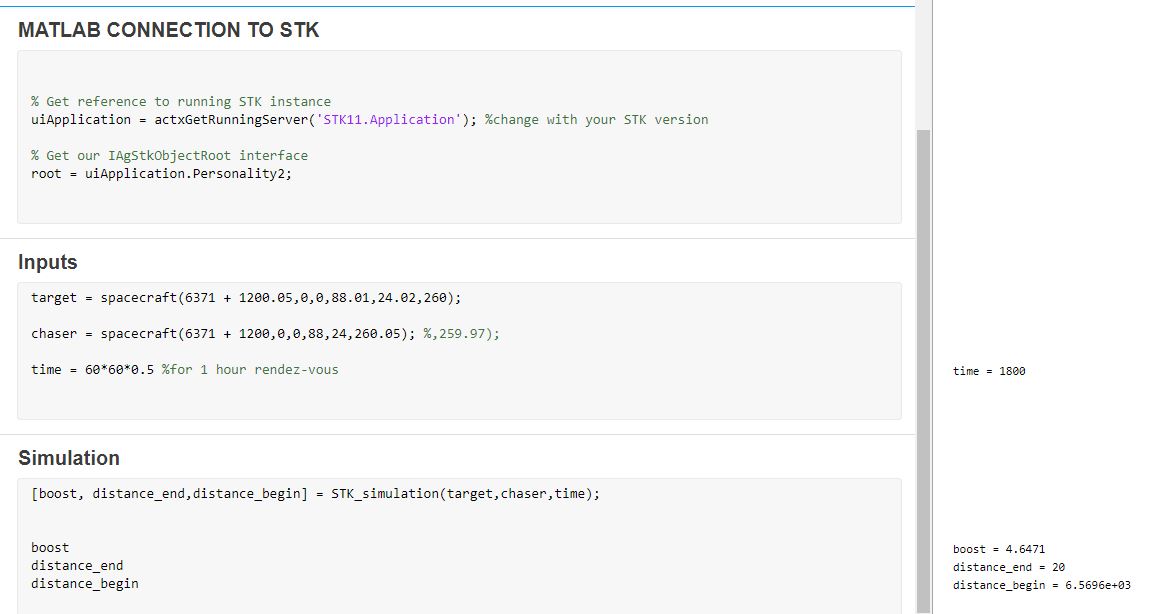 MATLAB CONNECTION TO STK
% Get reference to running STK instance
uiApplication = actxGetRunningServer('STK11.Application'); %change with your STK version
% Get our IAgStkObjectRoot interface
root = uiApplication.Personality2;
Inputs
target = spacecraft(6371 + 1200.05,0,0,88.01,24.02,260);
chaser = spacecraft(6371 + 1200,0,0,88,24,260.05); %,259.97);
time = 60*60*0.5 %for 1 hour rendez-vous
time = 1800
Simulation
[boost, distance_end,distance_begin] = STK_simulation(target,chaser,time);
boost
distance_end
distance_begin
boost = 4.6471
distance_end = 20
distance_begin = 6.5696e+03